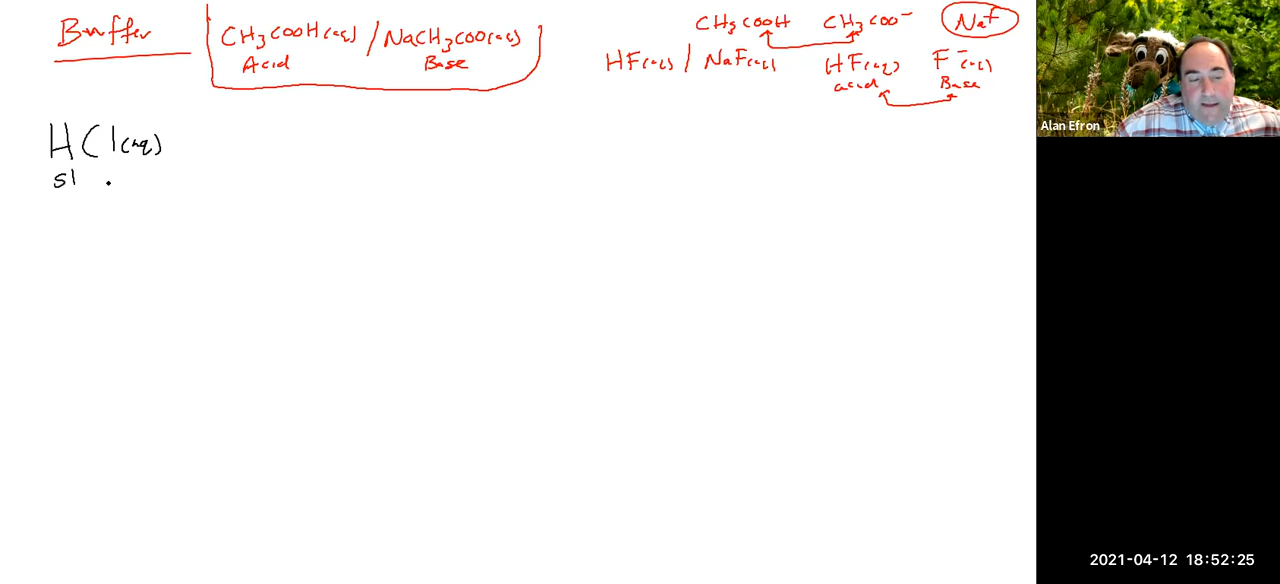 Buffer
CH3COOH(aq) / NaCH3COO(aq)
Acid Base
CH3COOH CH3COO⁻ Na⁺
HF(aq) / NaF(aq) HF(aq) F⁻(aq)
acid Base
HCl(aq)
Alan Efron
2021-04-12 18:52:25